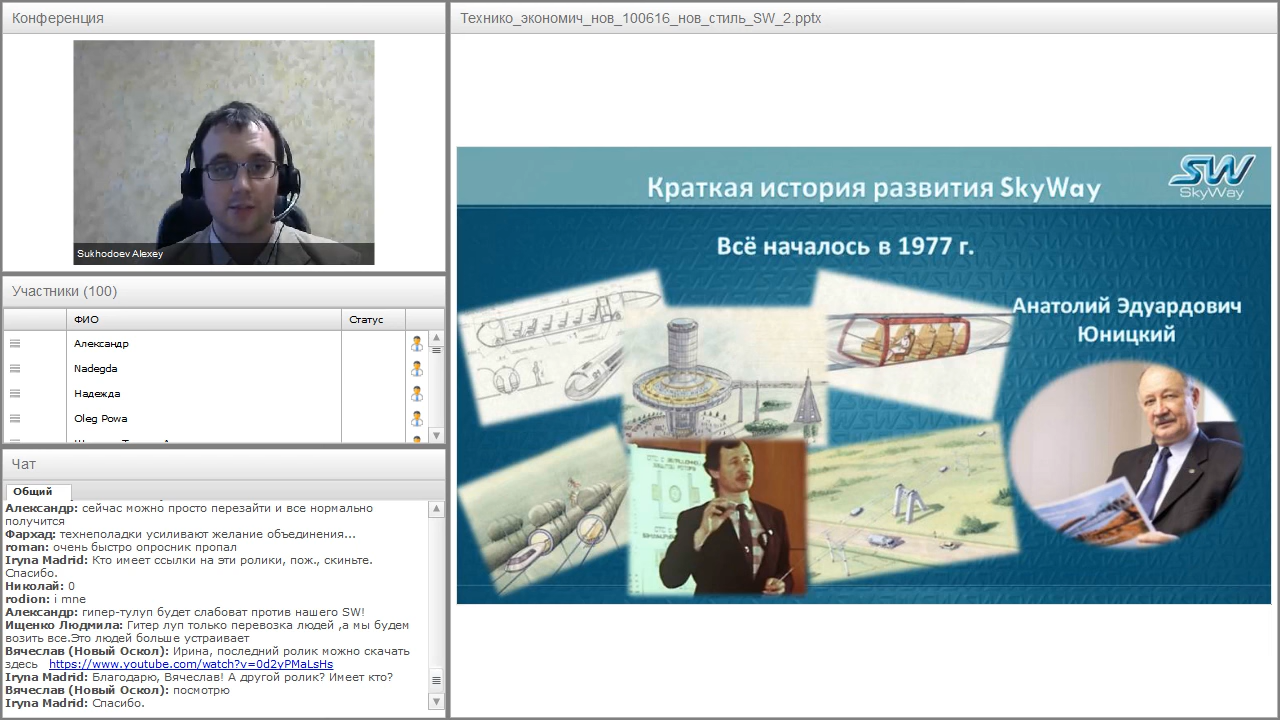 Конференция
Sukhodoev Alexey
Участники (100)
ФИО
Статус
Александр
Nadegda
Надежда
Oleg Powa
Чат
Общий
Александр: сейчас можно просто перезайти и все нормально
получится
Фархад: технеполадки усиливают желание объединения...
roman: очень быстро опросник пропал
Iryna Madrid: Кто имеет ссылки на эти ролики, пож., скиньте.
Спасибо.
Николай: 0
rodion: i mne
Александр: гипер-тулуп будет слабоват против нашего SW!
Ищенко Людмила: Гитер луп только перевозка людей ,а мы будем
возить все.Это людей больше устраивает
Вячеслав (Новый Оскол): Ирина, последний ролик можно скачать
здесь https://www.youtube.com/watch?v=0d2yPMaLsHs
Iryna Madrid: Благодарю, Вячеслав! А другой ролик? Имеет кто?
Вячеслав (Новый Оскол): посмотрю
Iryna Madrid: Спасибо.
Технико_экономич_нов_100616_нов_стиль_SW_2.pptx
SW
SkyWay
Краткая история развития SkyWay
Всё началось в 1977 г.
Анатолий Эдуардович
Юницкий